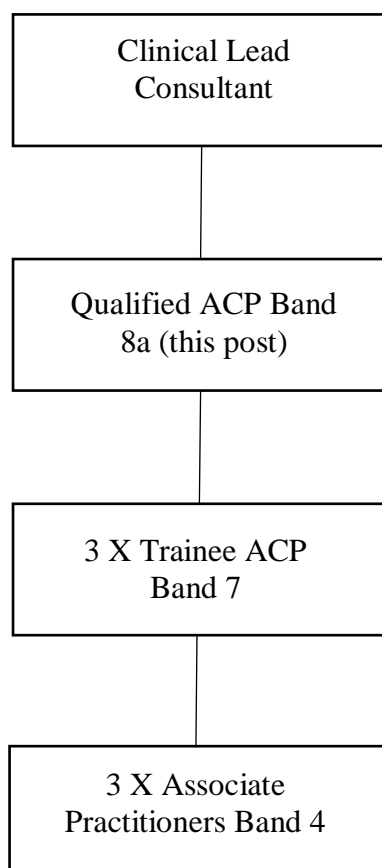 Clinical Lead
Consultant
Qualified ACP Band
8a (this post)
3 X Trainee ACP
Band 7
3 X Associate
Practitioners Band 4